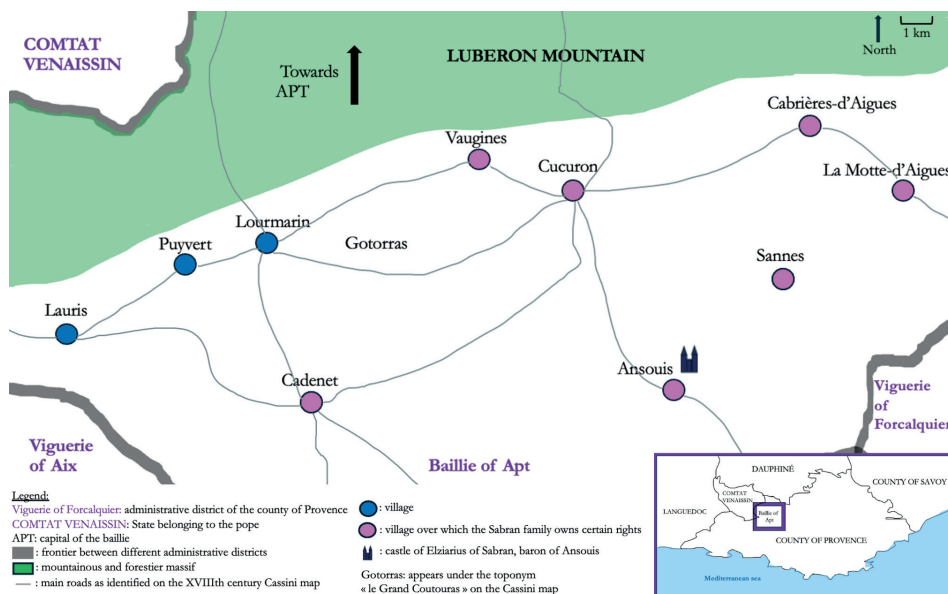 COMTAT
VENAISSIN
Towards
APT
LUBERON MOUNTAIN
North
1 km
Cabrières-d'Aigues
Vaugines
Cucuron
La Motte-d'Aigues
Lourmarin
Gotorras
Puyvert
Sannes
Lauris
Ansouis
Cadenet
Viguerie
of
Forcalquier
Viguerie
of Aix
Baillie of Apt
Legend:
Viguerie of Forcalquier: administrative district of the county of Provence
COMTAT VENAISSIN: State belonging to the pope
APT: capital of the baillie
: frontier between different administrative districts
: mountainous and forestier massif
: main roads as identified on the XVIIIth century Cassini map
: village
: village over which the Sabran family owns certain rights
: castle of Elziarius of Sabran, baron of Ansouis
Gotorras: appears under the toponym
« le Grand Coutouras » on the Cassini map
DAUPHINÉ
COUNTY OF SAVOY
COMTAT
VENAISSIN
LANGUEDOC
Baillie of
Apt
COUNTY OF PROVENCE
Mediterranean sea